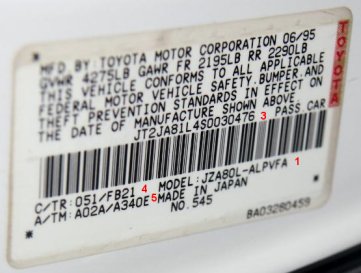 MFD. BY: TOYOTA MOTOR CORPORATION 06/95
GVWR 4275LB GAWR FR 2195LB RR 2290LB
THIS VEHICLE CONFORMS TO ALL APPLICABLE
FEDERAL MOTOR VEHICLE SAFETY.BUMPER.AND
THEFT PREVENTION STANDARDS IN EFFECT ON
THE DATE OF MANUFACTURE SHOWN ABOVE.
JT2JA81L4S0030476 3 PASS.CAR
1
C/TR: 051/FB21 4 MODEL: JZA80L-ALPVFA
A/TM: A02A/A340E 5 MADE IN JAPAN
NO.545
BA03280459
TOYOTA